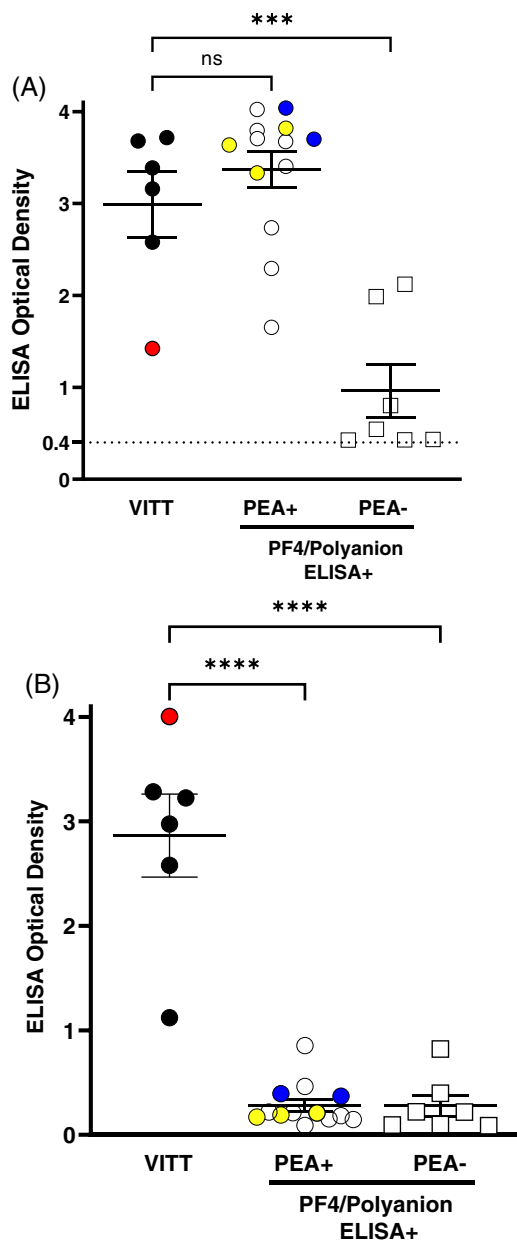 ***
ns
(A)
ELISA Optical Density
4
3
2
1
0.4
0
VITT
PEA+
PEA-
PF4/Polyanion
ELISA+
****
****
(B)
ELISA Optical Density
4
3
2
1
0
VITT
PEA+
PEA-
PF4/Polyanion
ELISA+